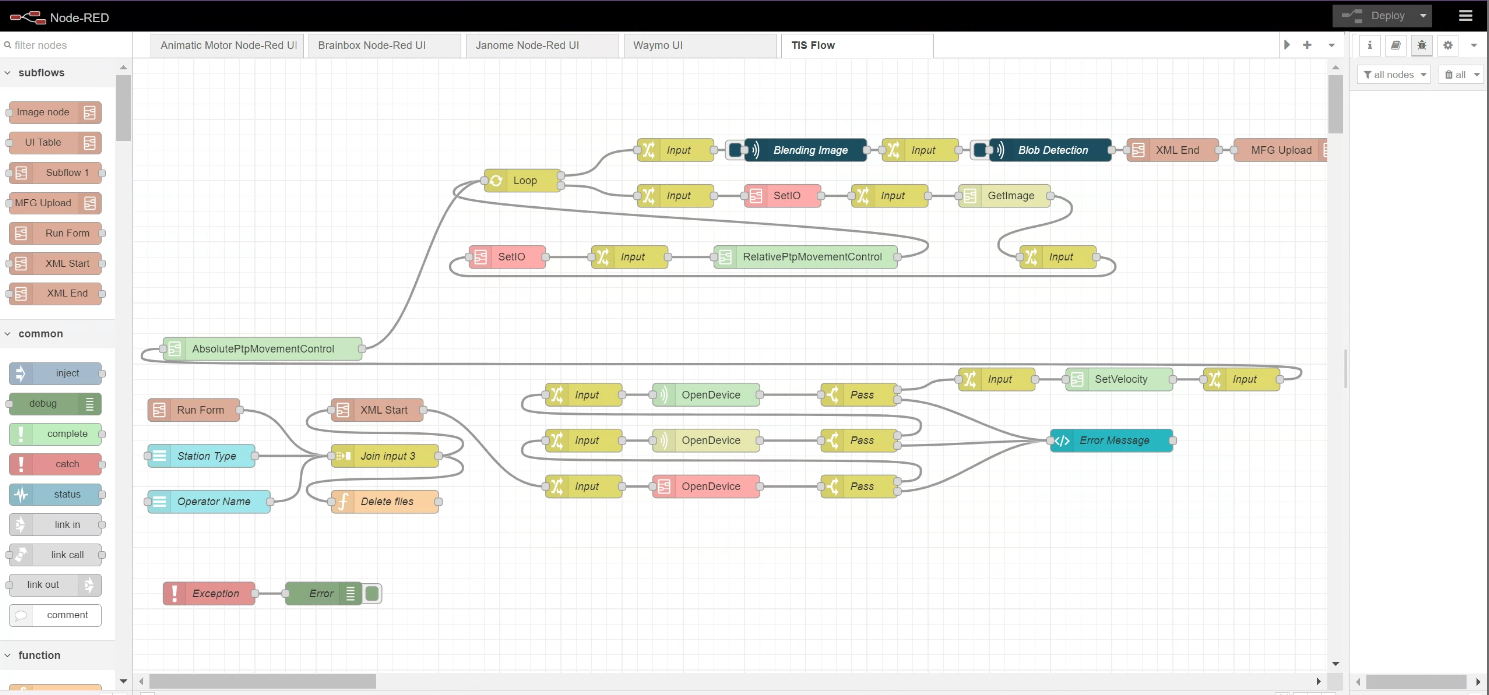 Node-RED
Deploy
filter nodes
Animatic Motor Node-Red UI
Brainbox Node-Red UI
Janome Node-Red UI
Waymo UI
TIS Flow
all nodes
all
subflows
Image node
UI Table
Subflow 1
MFG Upload
Run Form
XML Start
XML End
common
inject
debug
complete
catch
status
link in
link call
link out
comment
function
Input
Blending Image
Input
Blob Detection
XML End
MFG Upload
Loop
Input
SetIO
Input
GetImage
SetIO
Input
RelativePtpMovementControl
Input
AbsolutePtpMovementControl
Input
SetVelocity
Input
Input
OpenDevice
Pass
Run Form
XML Start
Input
OpenDevice
Pass
Error Message
Station Type
Join input 3
Input
OpenDevice
Pass
Operator Name
Delete files
Exception
Error